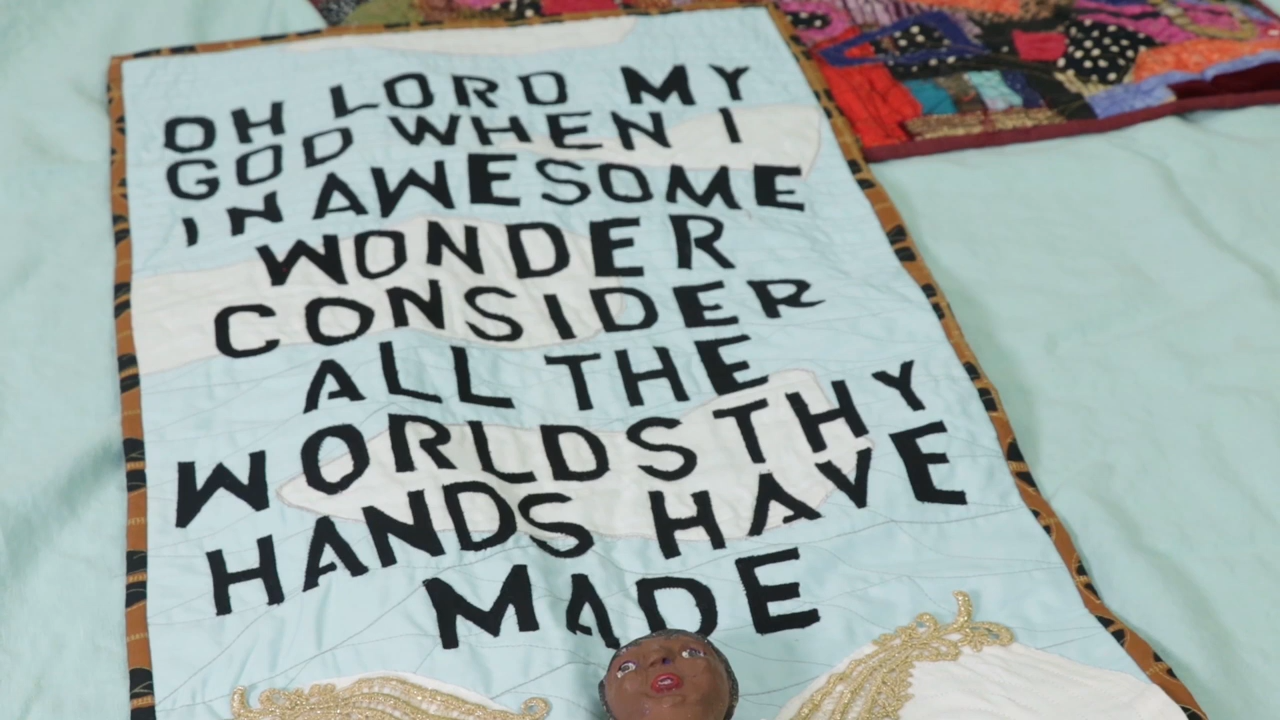 OH LORD MY
GOD WHEN I
IN AWESOME
WONDER
CONSIDER
ALL THE
WORLDS THY
HANDS HAVE
MADE